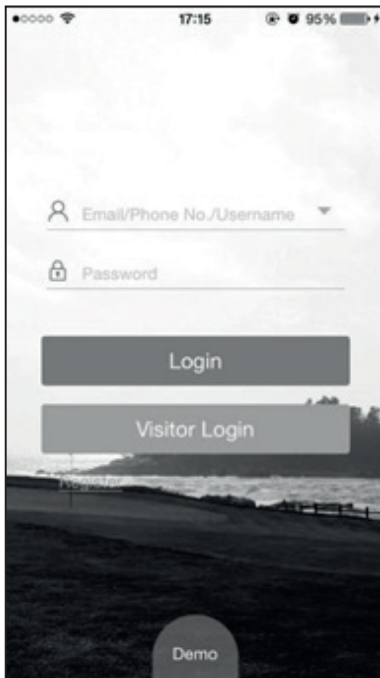 17:15 95%
Email/Phone No./Username
Password
Login
Visitor Login
Register
Demo